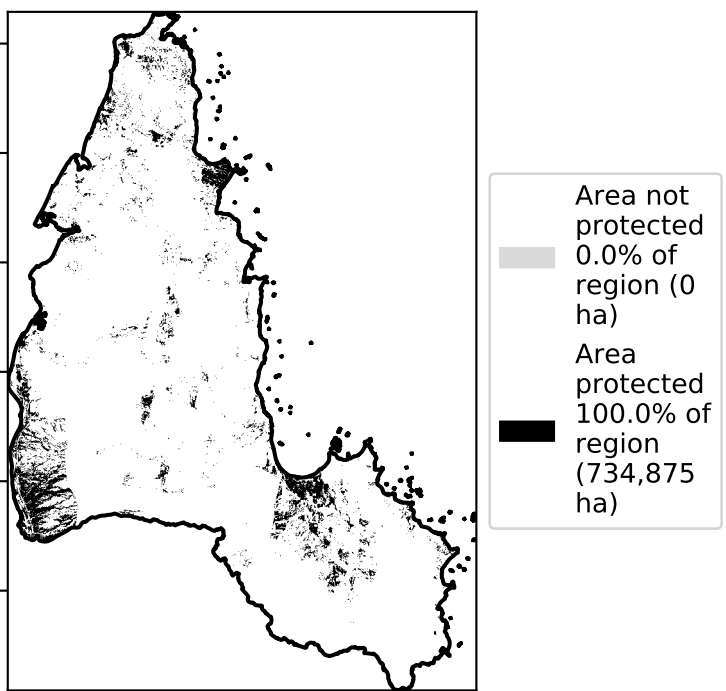 Area not
protected
0.0% of
region (0
ha)
Area
protected
100.0% of
region
(734,875
ha)